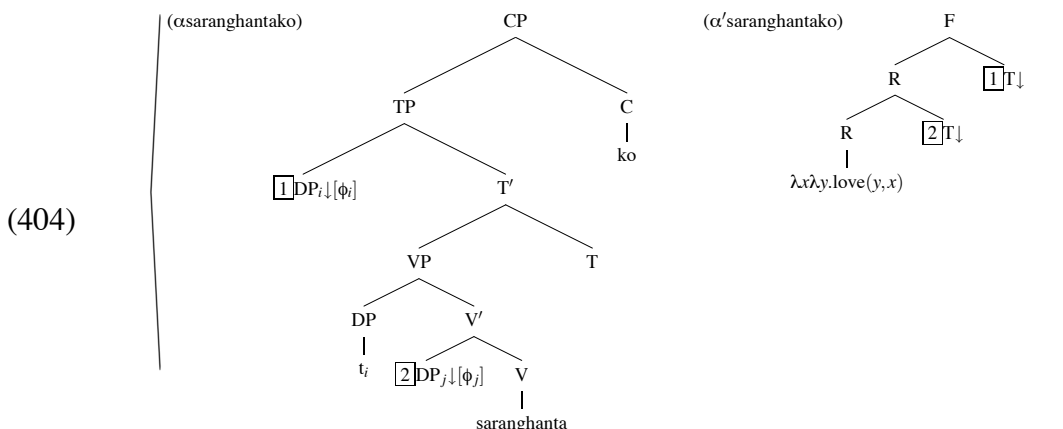 (αsaranghantako) CP (α′saranghantako) F
TP C R 1 T↓
ko R 2 T↓
1 DPᵢ↓[ϕᵢ] T′ λxλy.love(y,x)
(404)
VP T
DP V′
tᵢ 2 DPⱼ↓[ϕⱼ] V
saranghanta